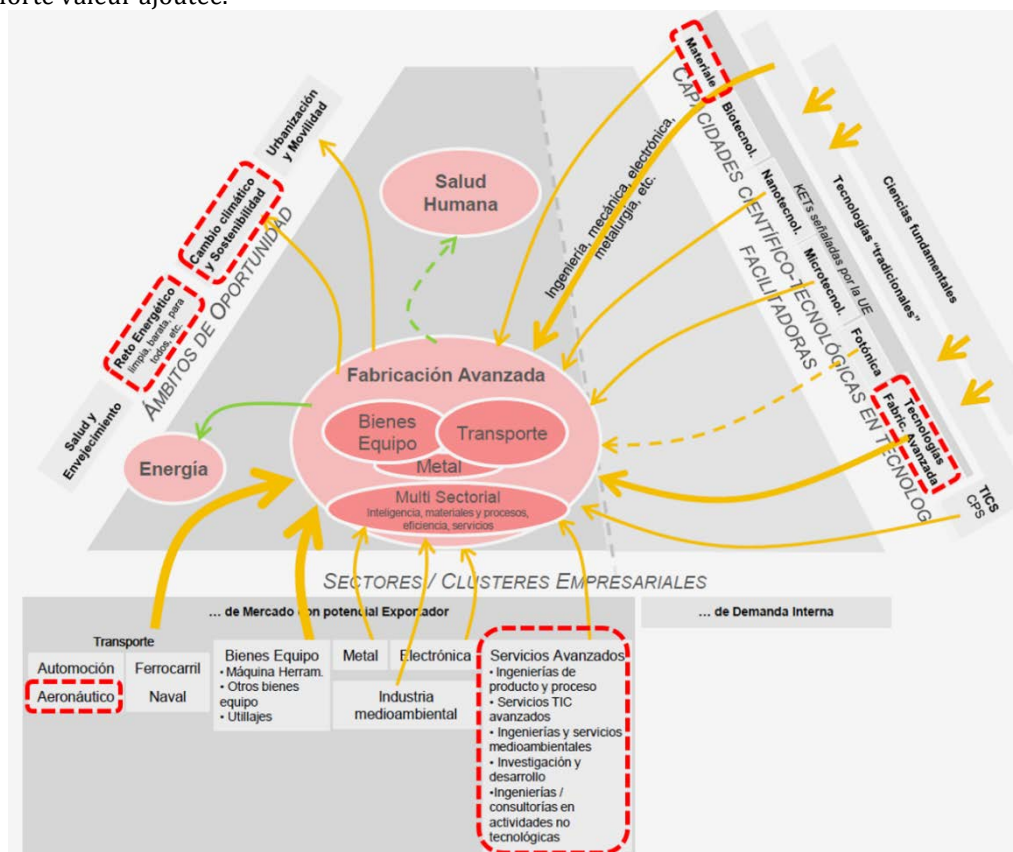 forte valeur ajoutée.
Urbanización
y Movilidad
Cambio climático
y Sostenibilidad
Reto Energético
limpia, barata, para
todos, etc.
Salud y
Envejecimiento
ÁMBITOS DE OPORTUNIDAD
Salud
Humana
Energía
Fabricación Avanzada
Bienes
Equipo
Transporte
Metal
Multi Sectorial
Inteligencia, materiales y procesos,
eficiencia, servicios
Ingeniería, mecánica, electrónica,
metalurgia, etc.
CAPACIDADES CIENTÍFICO-TECNOLÓGICAS EN TECNOLOG
FACILITADORAS
Materiale
Biotecnol.
Nanotecnol.
Microtecnol.
Fotónica
Tecnologías
Fabric. Avanzada
TICS
CPS
KETs señaladas por la UE
Tecnologías “tradicionales”
Ciencias fundamentales
SECTORES / CLUSTERES EMPRESARIALES
... de Mercado con potencial Exportador
... de Demanda Interna
Transporte
Automoción
Ferrocarril
Aeronáutico
Naval
Bienes Equipo
• Máquina Herram.
• Otros bienes
equipo
• Utillajes
Metal
Electrónica
Industria
medioambiental
Servicios Avanzados
• Ingenierías de
producto y proceso
• Servicios TIC
avanzados
• Ingenierías y servicios
medioambientales
• Investigación y
desarrollo
•Ingenierías /
consultorías en
actividades no
tecnológicas